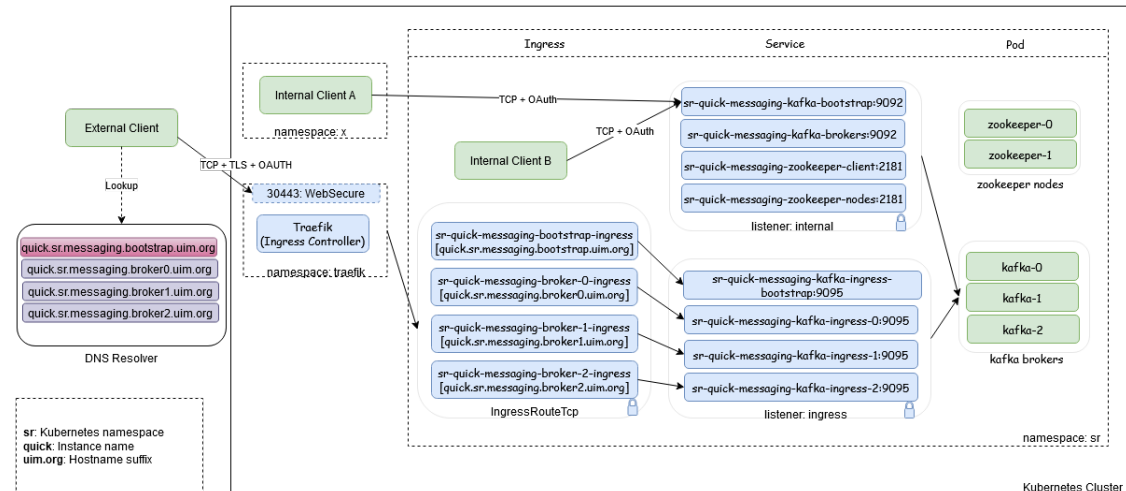 Ingress
Service
Pod
External Client
Lookup
TCP + TLS + OAUTH
quick.sr.messaging.bootstrap.uim.org
quick.sr.messaging.broker0.uim.org
quick.sr.messaging.broker1.uim.org
quick.sr.messaging.broker2.uim.org
DNS Resolver
sr: Kubernetes namespace
quick: Instance name
uim.org: Hostname suffix
Internal Client A
namespace: x
TCP + OAuth
Internal Client B
TCP + OAuth
30443: WebSecure
Traefik
(Ingress Controller)
namespace: traefik
sr-quick-messaging-bootstrap-ingress
[quick.sr.messaging.bootstrap.uim.org]
sr-quick-messaging-broker-0-ingress
[quick.sr.messaging.broker0.uim.org]
sr-quick-messaging-broker-1-ingress
[quick.sr.messaging.broker1.uim.org]
sr-quick-messaging-broker-2-ingress
[quick.sr.messaging.broker2.uim.org]
IngressRouteTcp
sr-quick-messaging-kafka-bootstrap:9092
sr-quick-messaging-kafka-brokers:9092
sr-quick-messaging-zookeeper-client:2181
sr-quick-messaging-zookeeper-nodes:2181
listener: internal
sr-quick-messaging-kafka-ingress-
bootstrap:9095
sr-quick-messaging-kafka-ingress-0:9095
sr-quick-messaging-kafka-ingress-1:9095
sr-quick-messaging-kafka-ingress-2:9095
listener: ingress
zookeeper-0
zookeeper-1
zookeeper nodes
kafka-0
kafka-1
kafka-2
kafka brokers
namespace: sr
Kubernetes Cluster